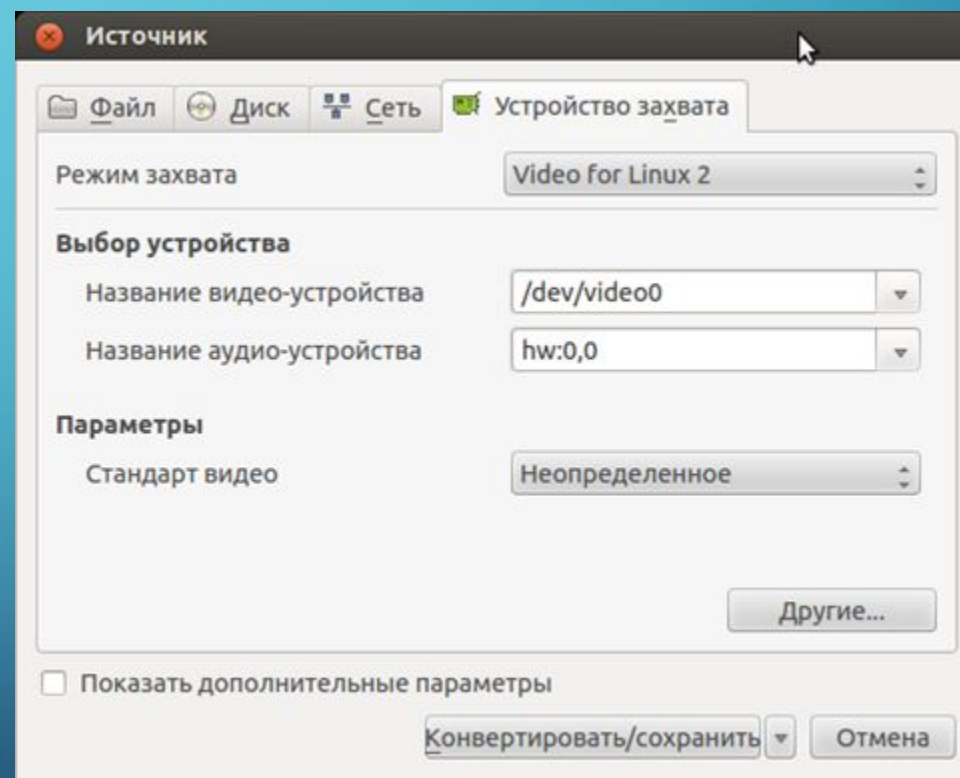 Источник
Файл Диск Сеть Устройство захвата
Режим захвата Video for Linux 2
Выбор устройства
Название видео-устройства /dev/video0
Название аудио-устройства hw:0,0
Параметры
Стандарт видео Неопределенное
Другие...
Показать дополнительные параметры
Конвертировать/сохранить Отмена